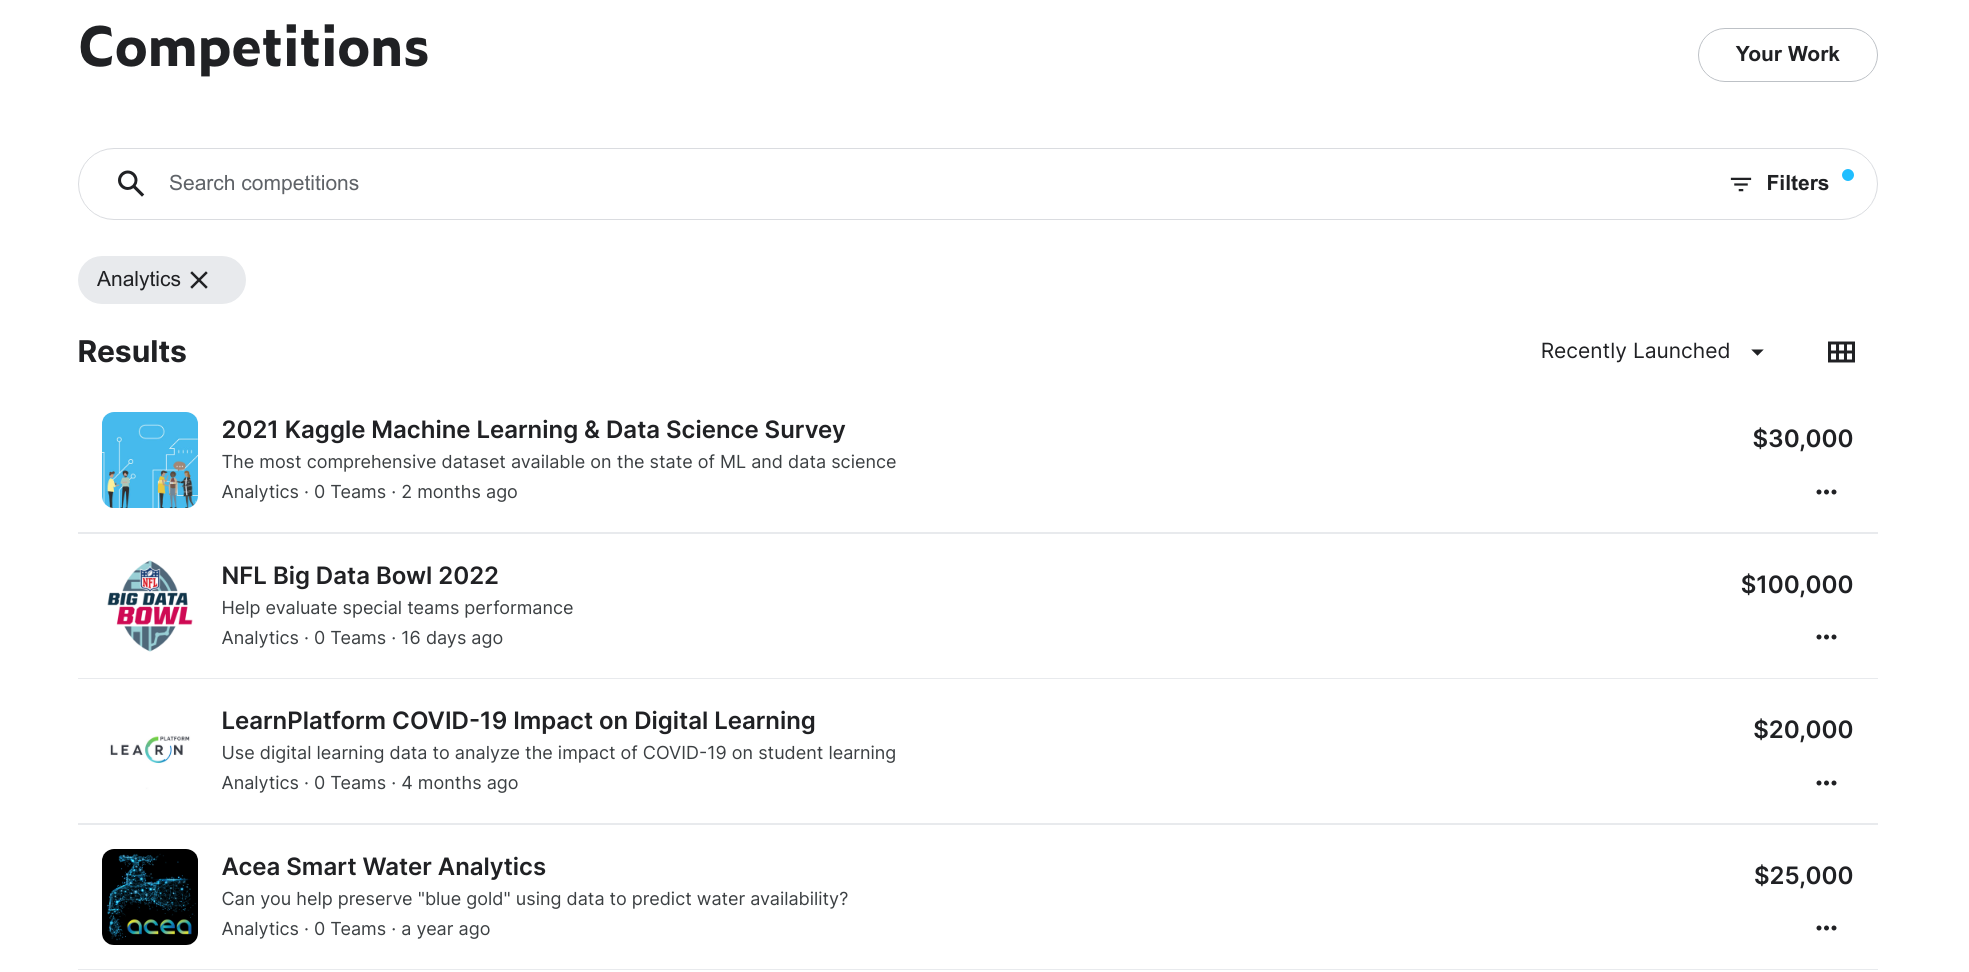 Competitions
Your Work
Search competitions
Filters
Analytics
Results
Recently Launched
2021 Kaggle Machine Learning & Data Science Survey
$30,000
The most comprehensive dataset available on the state of ML and data science
Analytics · 0 Teams · 2 months ago
NFL
BIG DATA
BOWL
NFL Big Data Bowl 2022
$100,000
Help evaluate special teams performance
Analytics · 0 Teams · 16 days ago
LEARN
PLATFORM
LearnPlatform COVID-19 Impact on Digital Learning
$20,000
Use digital learning data to analyze the impact of COVID-19 on student learning
Analytics · 0 Teams · 4 months ago
acea
Acea Smart Water Analytics
$25,000
Can you help preserve "blue gold" using data to predict water availability?
Analytics · 0 Teams · a year ago